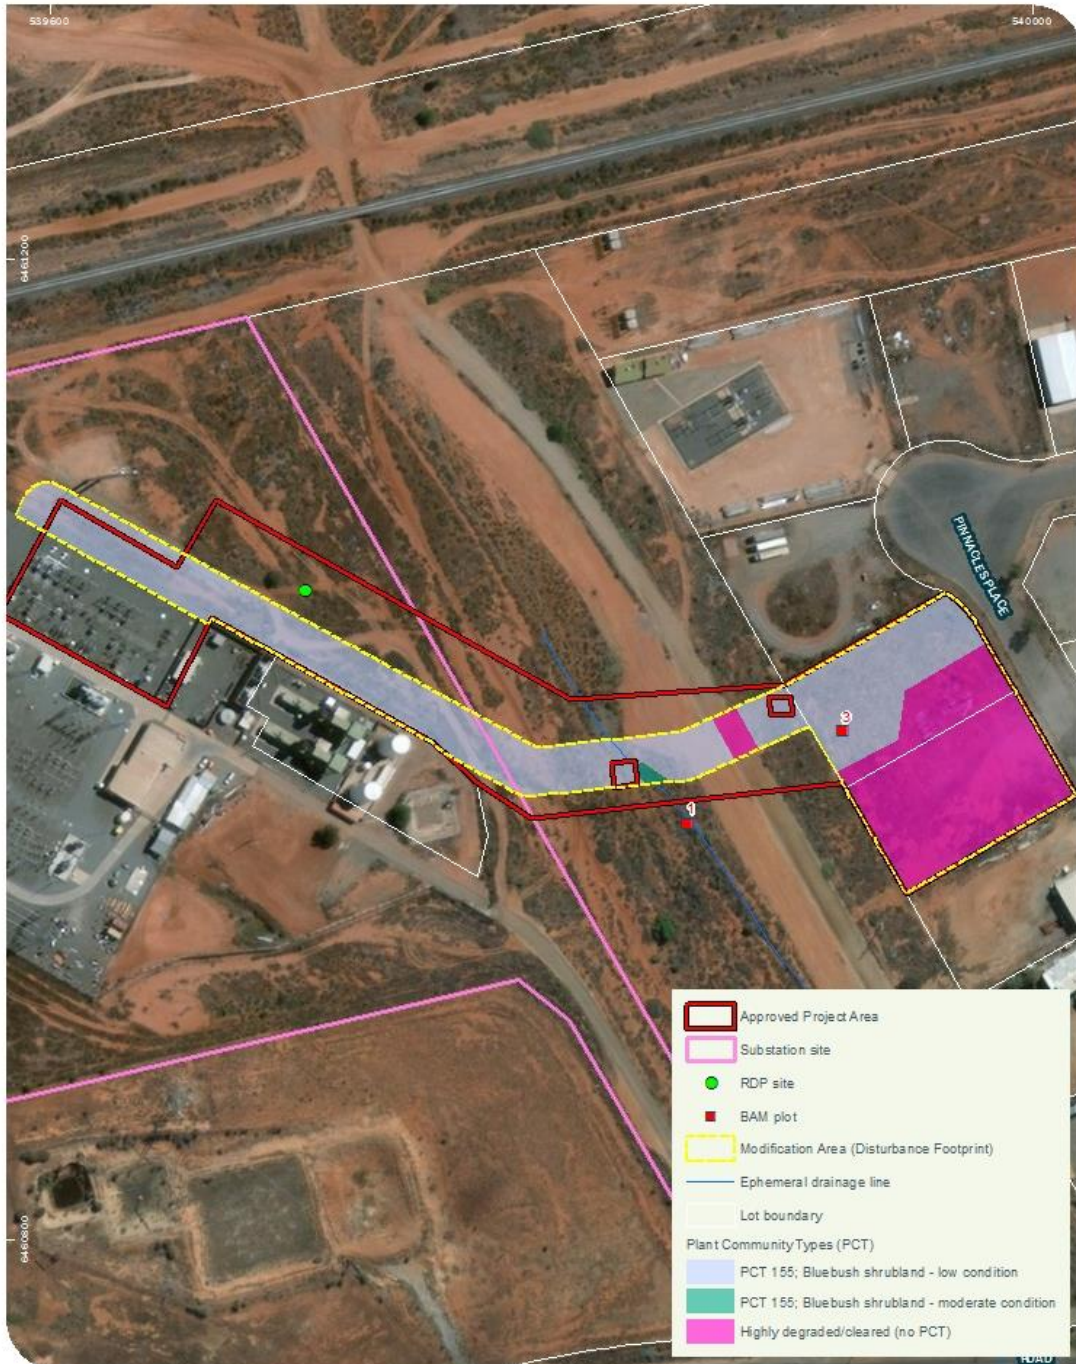 539600
540000
6461200
PINNACLES PLACE
3
1
6460800
Approved Project Area
Substation site
RDP site
BAM plot
Modification Area (Disturbance Footprint)
Ephemeral drainage line
Lot boundary
Plant Community Types (PCT)
PCT 155; Bluebush shrubland - low condition
PCT 155; Bluebush shrubland - moderate condition
Highly degraded/cleared (no PCT)
ROAD